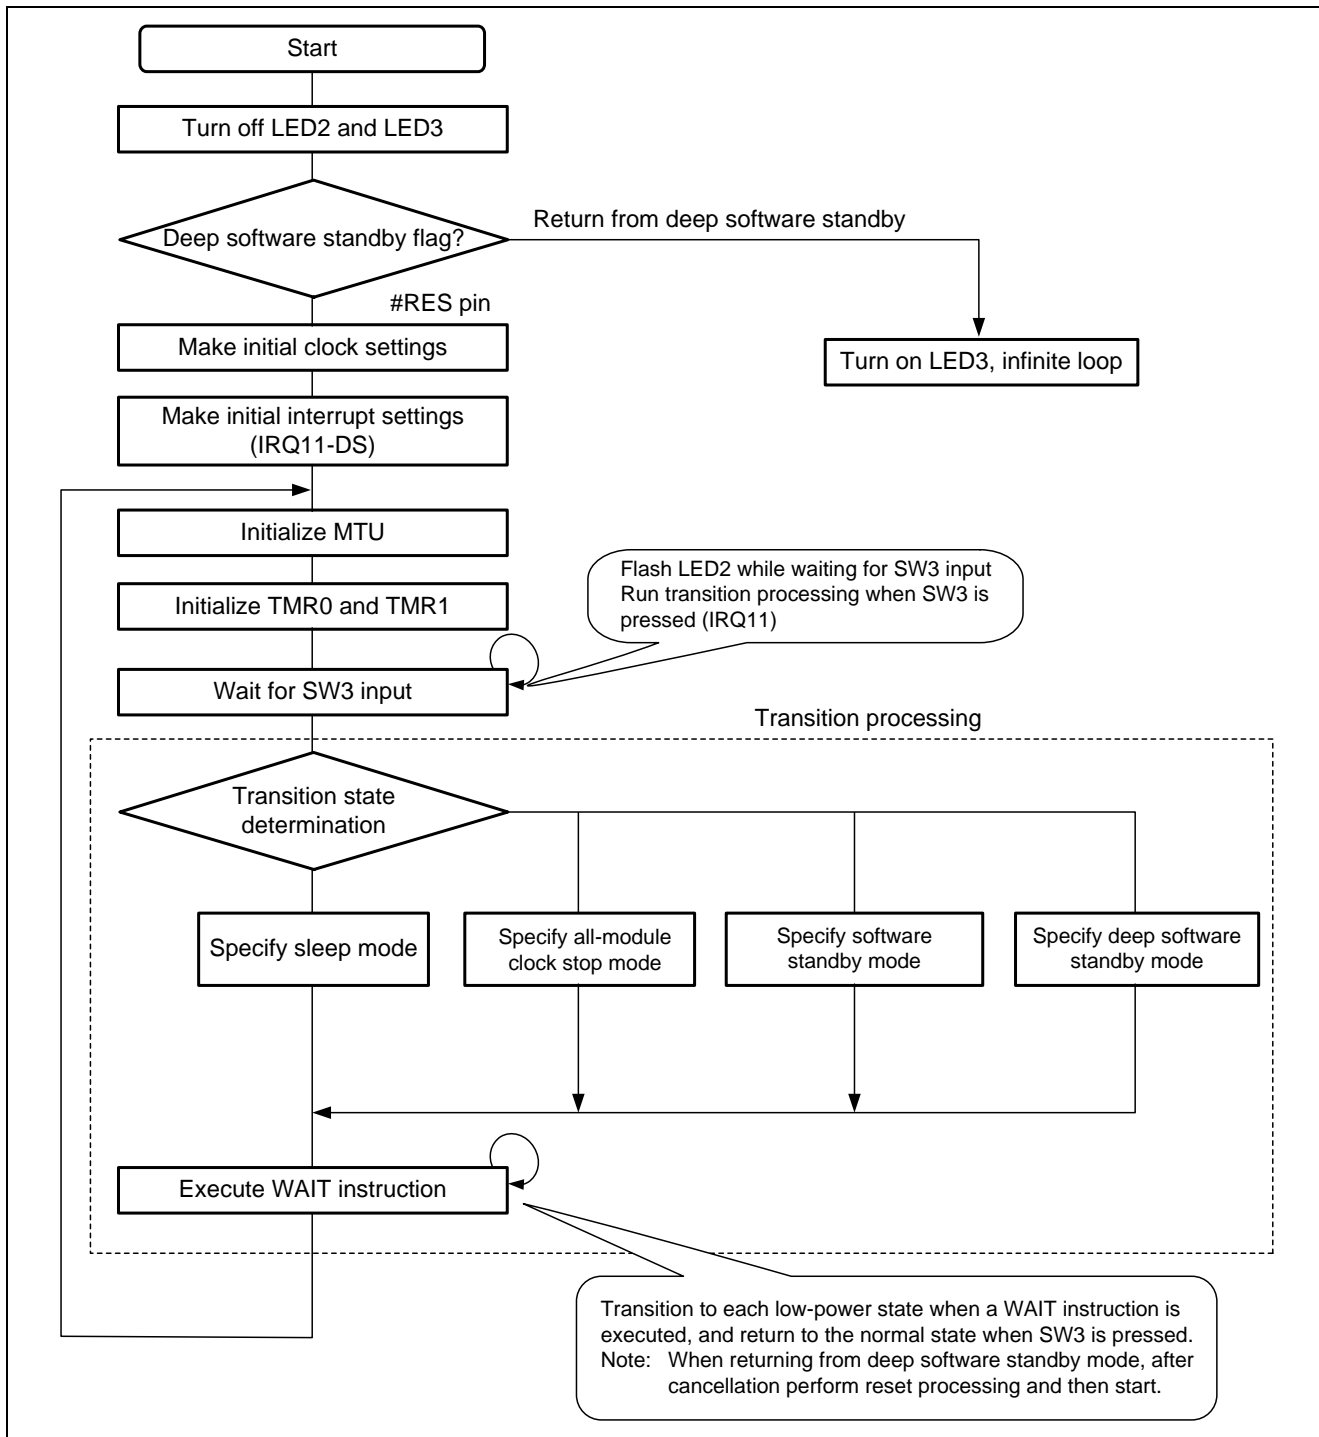 Start
Turn off LED2 and LED3
Deep software standby flag?
Return from deep software standby
#RES pin
Make initial clock settings
Turn on LED3, infinite loop
Make initial interrupt settings
(IRQ11-DS)
Initialize MTU
Flash LED2 while waiting for SW3 input
Run transition processing when SW3 is
pressed (IRQ11)
Initialize TMR0 and TMR1
Wait for SW3 input
Transition processing
Transition state
determination
Specify sleep mode
Specify all-module
clock stop mode
Specify software
standby mode
Specify deep software
standby mode
Execute WAIT instruction
Transition to each low-power state when a WAIT instruction is
executed, and return to the normal state when SW3 is pressed.
Note: When returning from deep software standby mode, after
cancellation perform reset processing and then start.